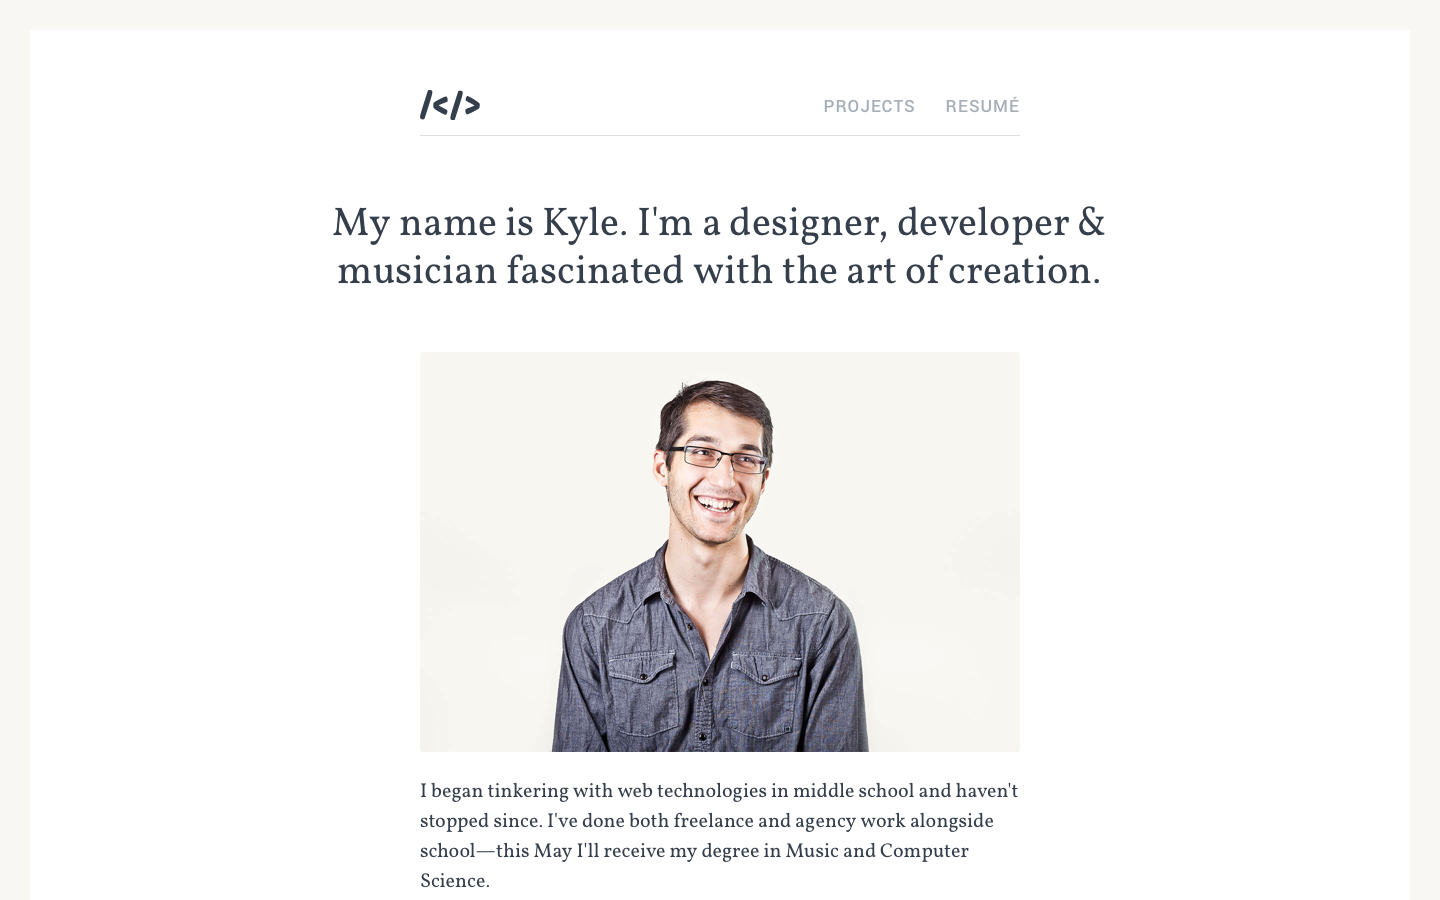 /</>
PROJECTS RESUMÉ
My name is Kyle. I'm a designer, developer &
musician fascinated with the art of creation.
I began tinkering with web technologies in middle school and haven't
stopped since. I've done both freelance and agency work alongside
school—this May I'll receive my degree in Music and Computer
Science.